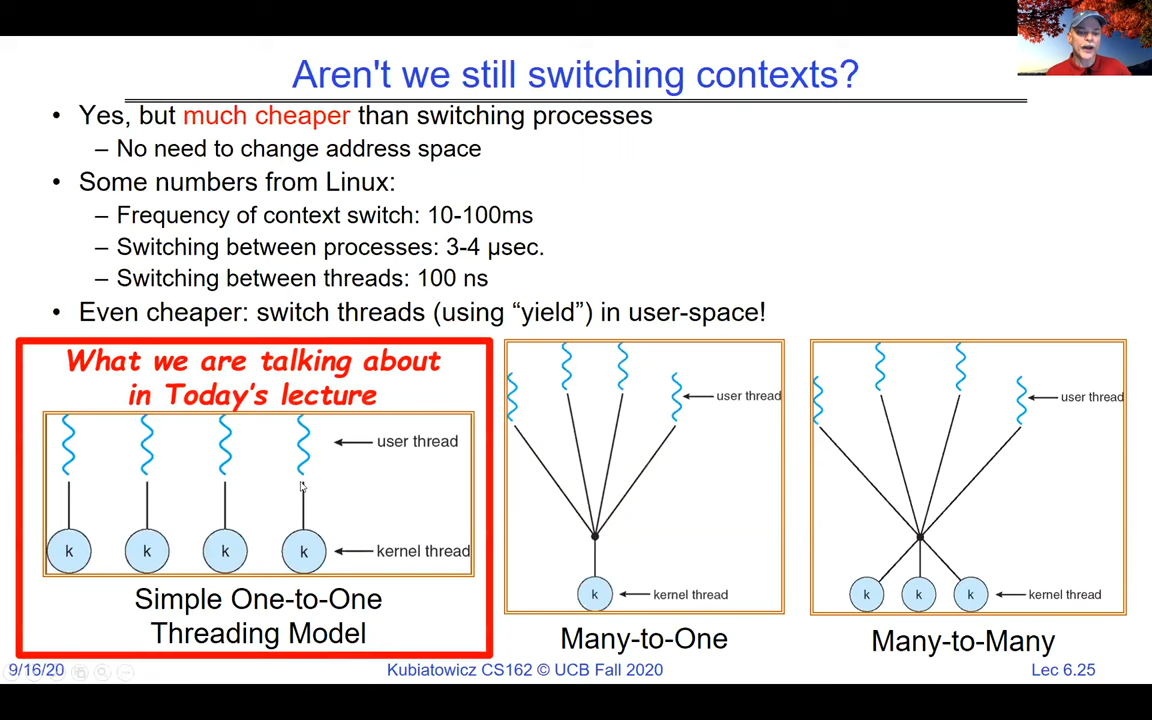 Aren't we still switching contexts?
• Yes, but much cheaper than switching processes
– No need to change address space
• Some numbers from Linux:
– Frequency of context switch: 10-100ms
– Switching between processes: 3-4 μsec.
– Switching between threads: 100 ns
• Even cheaper: switch threads (using “yield”) in user-space!
What we are talking about
in Today's lecture
user thread
k
k
k
k
kernel thread
Simple One-to-One
Threading Model
user thread
k
kernel thread
Many-to-One
user thread
k
k
k
kernel thread
Many-to-Many
9/16/20
Kubiatowicz CS162 © UCB Fall 2020
Lec 6.25